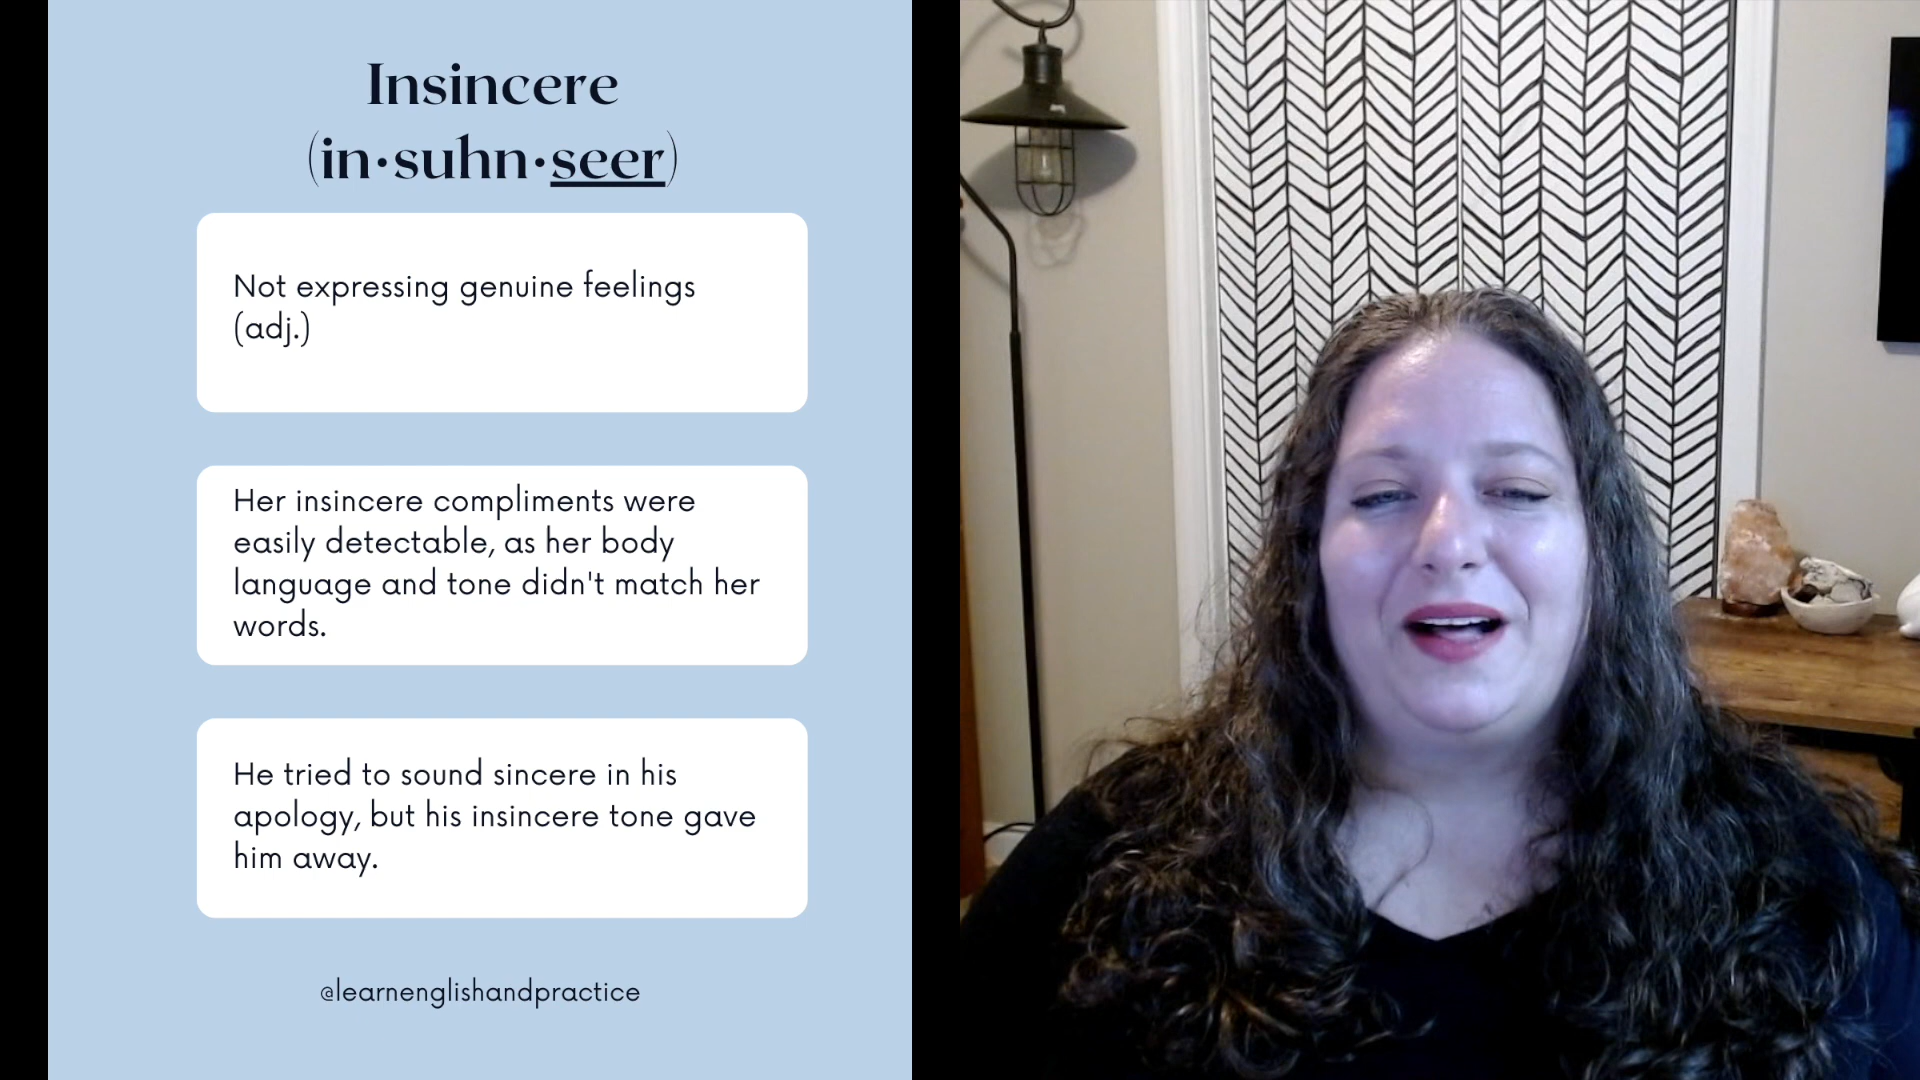 Insincere
(in•suhn•seer)
Not expressing genuine feelings
(adj.)
Her insincere compliments were
easily detectable, as her body
language and tone didn't match her
words.
He tried to sound sincere in his
apology, but his insincere tone gave
him away.
@learnenglishandpractice